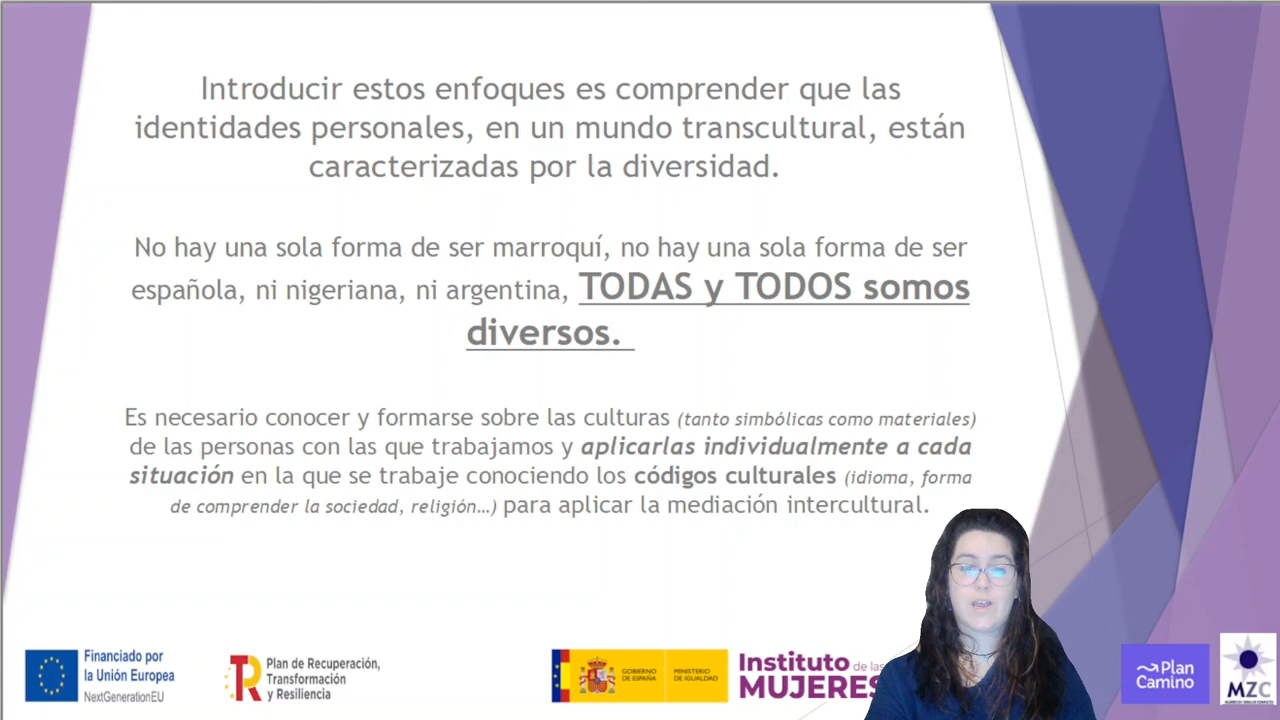 Introducir estos enfoques es comprender que las
identidades personales, en un mundo transcultural, están
caracterizadas por la diversidad.
No hay una sola forma de ser marroquí, no hay una sola forma de ser
española, ni nigeriana, ni argentina, TODAS y TODOS somos
diversos.
Es necesario conocer y formarse sobre las culturas (tanto simbólicas como materiales)
de las personas con las que trabajamos y aplicarlas individualmente a cada
situación en la que se trabaje conociendo los códigos culturales (idioma, forma
de comprender la sociedad, religión…) para aplicar la mediación intercultural.
Financiado por
la Unión Europea
NextGenerationEU
Plan de Recuperación,
Transformación
y Resiliencia
GOBIERNO
DE ESPAÑA
MINISTERIO
DE IGUALDAD
Instituto de las
MUJERES
Plan
Camino
MZC